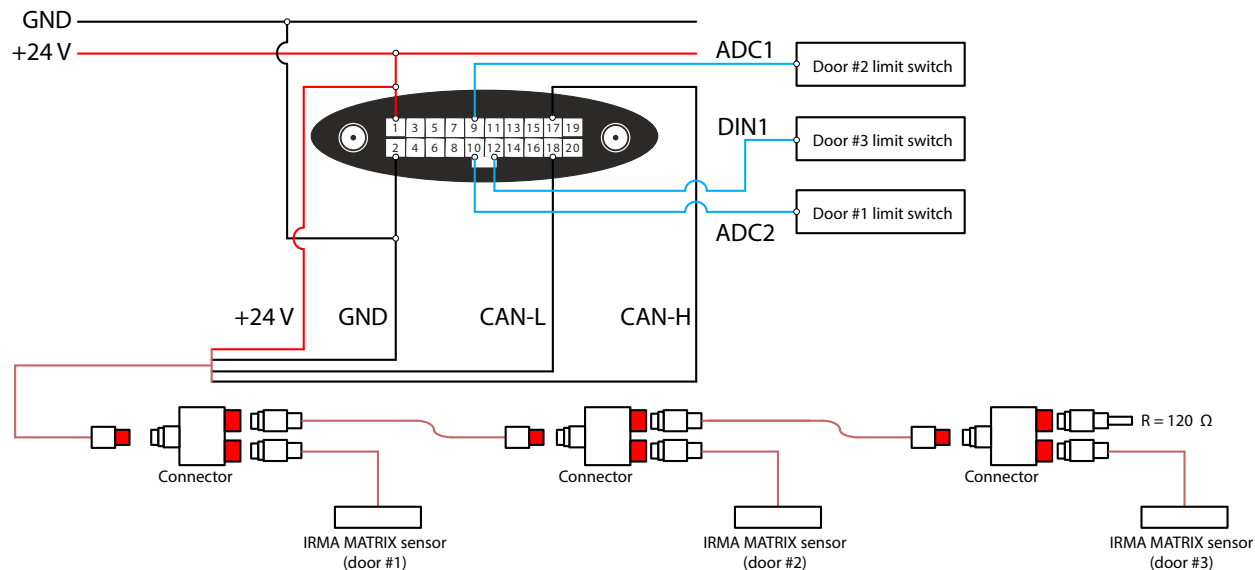 GND
+24 V
ADC1
Door #2 limit switch
1 3 5 7 9 11 13 15 17 19
DIN1
Door #3 limit switch
2 4 6 8 10 12 14 16 18 20
Door #1 limit switch
ADC2
+24 V GND CAN-L CAN-H
R = 120 Ω
Connector Connector Connector
IRMA MATRIX sensor
(door #1)
IRMA MATRIX sensor
(door #2)
IRMA MATRIX sensor
(door #3)